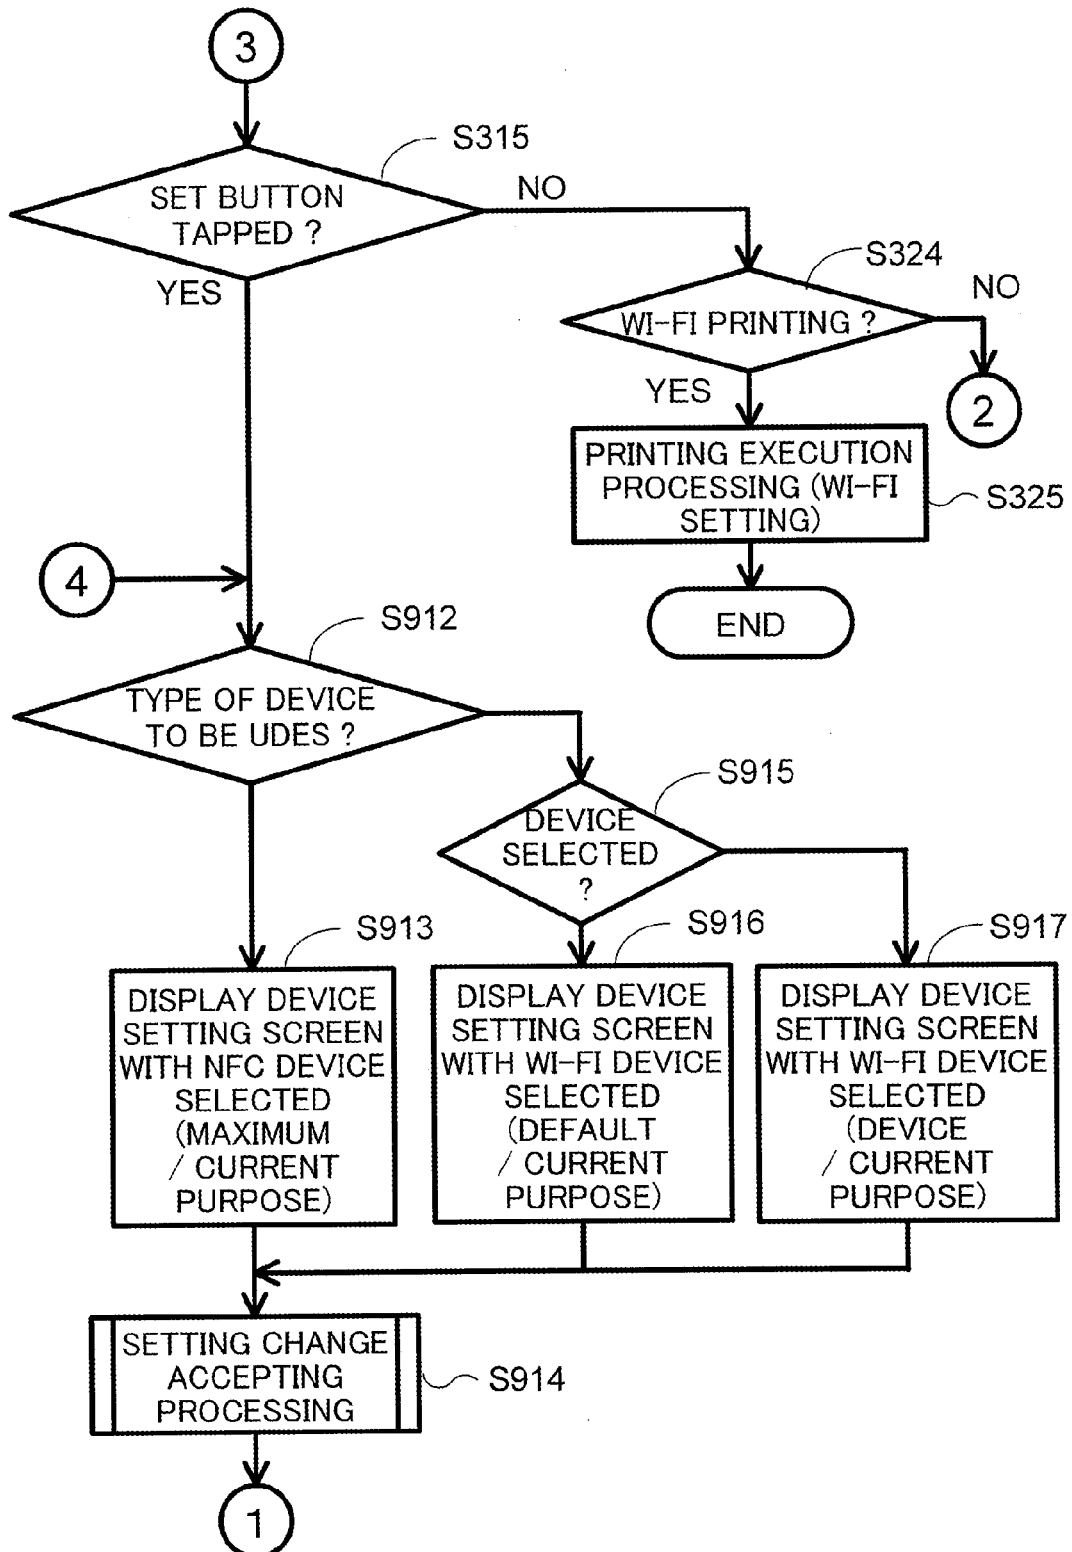 3
S315
SET BUTTON
TAPPED ?
NO
YES
S324
WI-FI PRINTING ?
NO
YES
2
PRINTING EXECUTION
PROCESSING (WI-FI
SETTING)
S325
END
4
S912
TYPE OF DEVICE
TO BE UDES ?
S915
DEVICE
SELECTED
?
S913
DISPLAY DEVICE
SETTING SCREEN
WITH NFC DEVICE
SELECTED
(MAXIMUM
/ CURRENT
PURPOSE)
S916
DISPLAY DEVICE
SETTING SCREEN
WITH WI-FI DEVICE
SELECTED
(DEFAULT
/ CURRENT
PURPOSE)
S917
DISPLAY DEVICE
SETTING SCREEN
WITH WI-FI DEVICE
SELECTED
(DEVICE
/ CURRENT
PURPOSE)
SETTING CHANGE
ACCEPTING
PROCESSING
S914
1